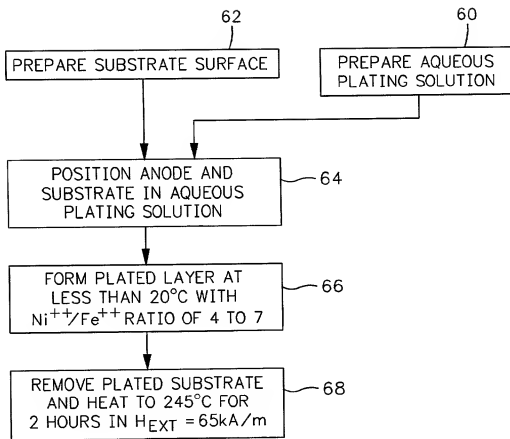 62
PREPARE SUBSTRATE SURFACE
60
PREPARE AQUEOUS
PLATING SOLUTION
POSITION ANODE AND
SUBSTRATE IN AQUEOUS
PLATING SOLUTION
64
FORM PLATED LAYER AT
LESS THAN 20°C WITH
Ni⁺⁺/Fe⁺⁺ RATIO OF 4 TO 7
66
REMOVE PLATED SUBSTRATE
AND HEAT TO 245°C FOR
2 HOURS IN H_EXT = 65kA/m
68